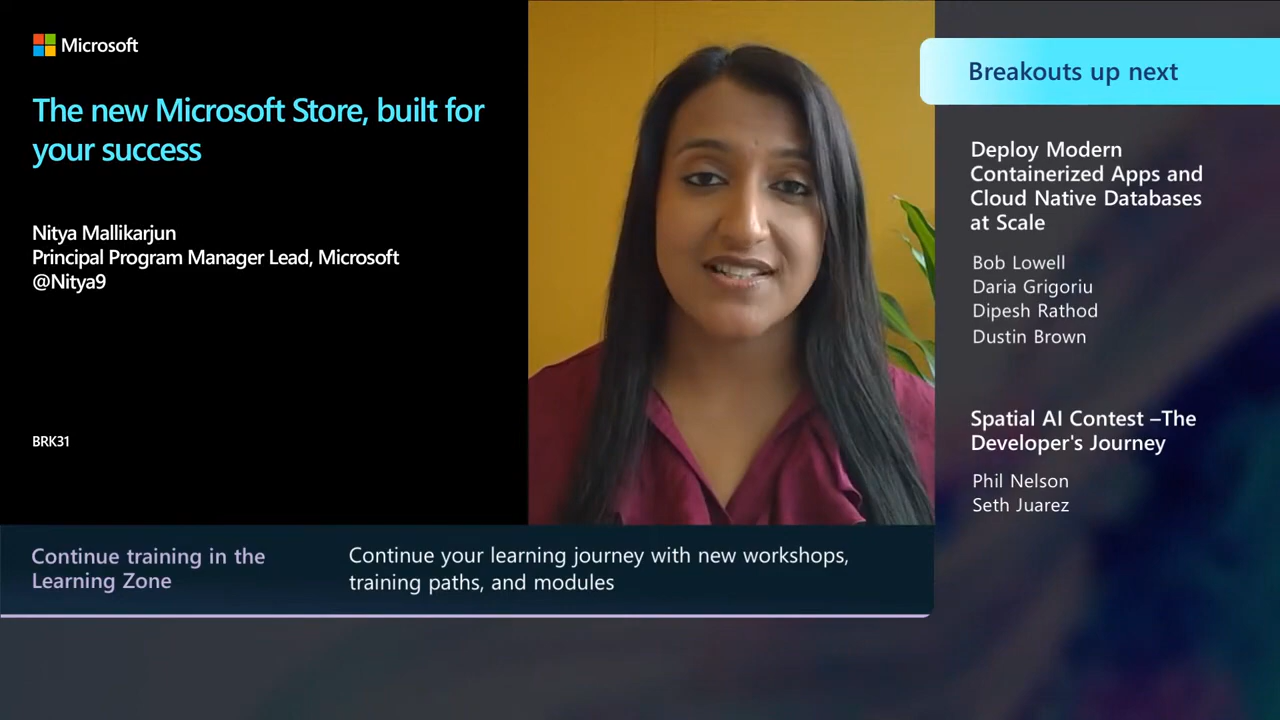 Microsoft
The new Microsoft Store, built for
your success
Nitya Mallikarjun
Principal Program Manager Lead, Microsoft
@Nitya9
BRK31
Continue training in the
Learning Zone
Continue your learning journey with new workshops,
training paths, and modules
Breakouts up next
Deploy Modern
Containerized Apps and
Cloud Native Databases
at Scale
Bob Lowell
Daria Grigoriu
Dipesh Rathod
Dustin Brown
Spatial AI Contest –The
Developer's Journey
Phil Nelson
Seth Juarez